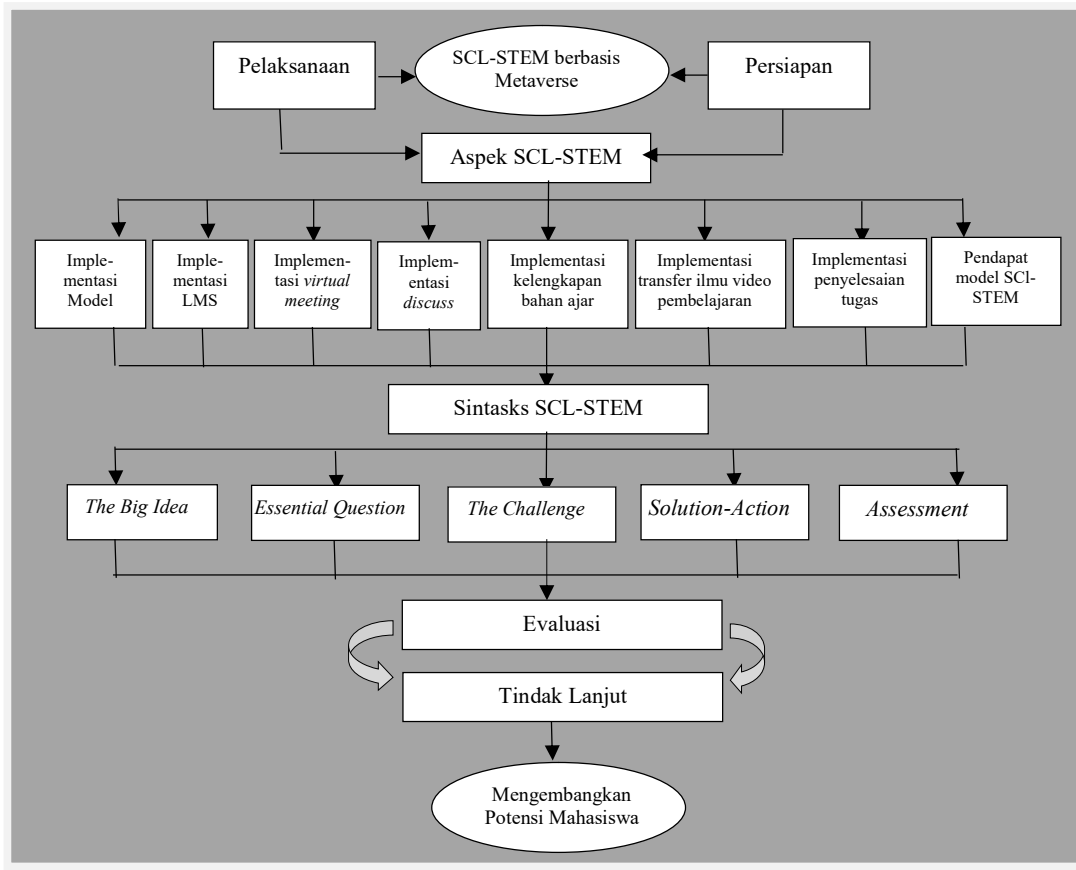 Pelaksanaan
SCL-STEM berbasis
Metaverse
Persiapan
Aspek SCL-STEM
Imple-
mentasi
Model
Imple-
mentasi
LMS
Implemen-
tasi virtual
meeting
Implem-
entasi
discuss
Implementasi
kelengkapan
bahan ajar
Implementasi
transfer ilmu video
pembelajaran
Implementasi
penyelesaian
tugas
Pendapat
model SCl-
STEM
Sintasks SCL-STEM
The Big Idea
Essential Question
The Challenge
Solution-Action
Assessment
Evaluasi
Tindak Lanjut
Mengembangkan
Potensi Mahasiswa